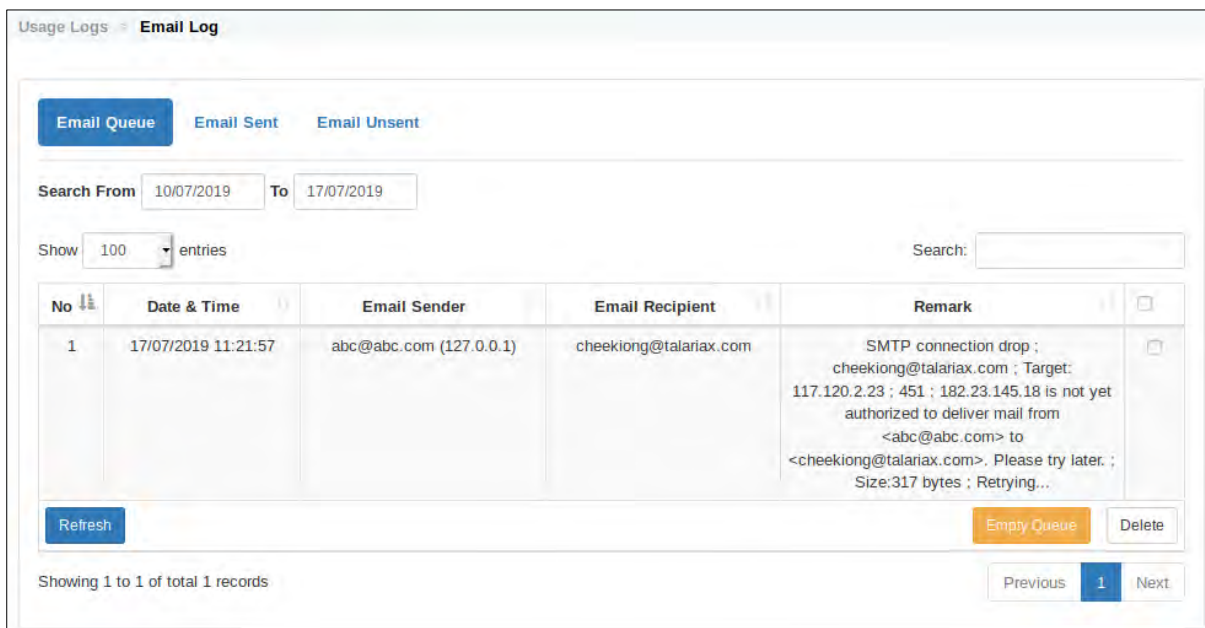 Usage Logs Email Log
Email Queue Email Sent Email Unsent
Search From 10/07/2019 To 17/07/2019
Show 100 entries Search:
No Date & Time Email Sender Email Recipient Remark
1 17/07/2019 11:21:57 abc@abc.com (127.0.0.1) cheekiong@talariax.com SMTP connection drop ;
cheekiong@talariax.com ; Target:
117.120.2.23 ; 451 ; 182.23.145.18 is not yet
authorized to deliver mail from
<abc@abc.com> to
<cheekiong@talariax.com>. Please try later. ;
Size:317 bytes ; Retrying...
Refresh Empty Queue Delete
Showing 1 to 1 of total 1 records Previous 1 Next